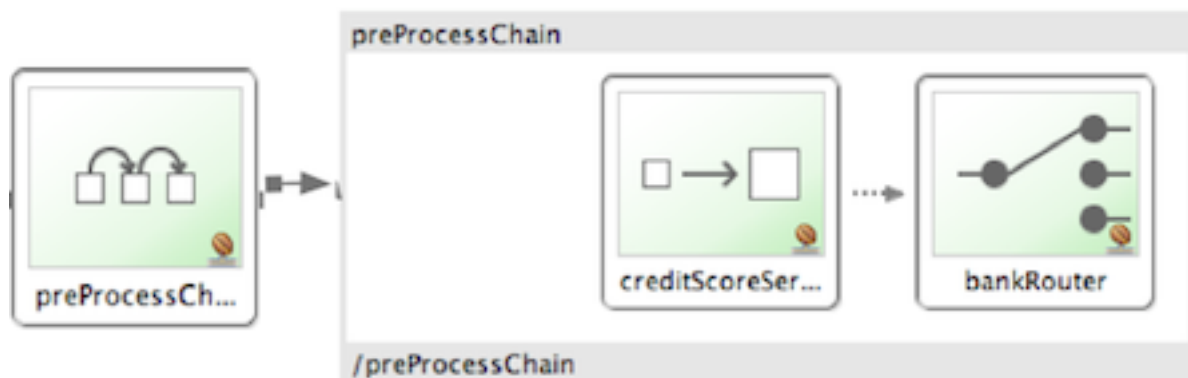 preProcessChain
preProcessCh...
creditScoreSer...
bankRouter
/preProcessChain